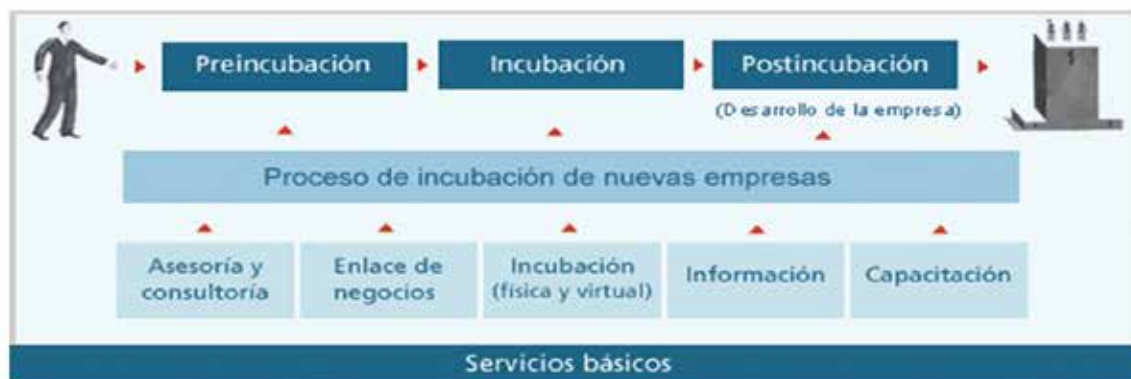 Preincubación
Incubación
Postincubación
(Desarrollo de la empresa)
Proceso de incubación de nuevas empresas
Asesoría y
consultoría
Enlace de
negocios
Incubación
(física y virtual)
Información
Capacitación
Servicios básicos